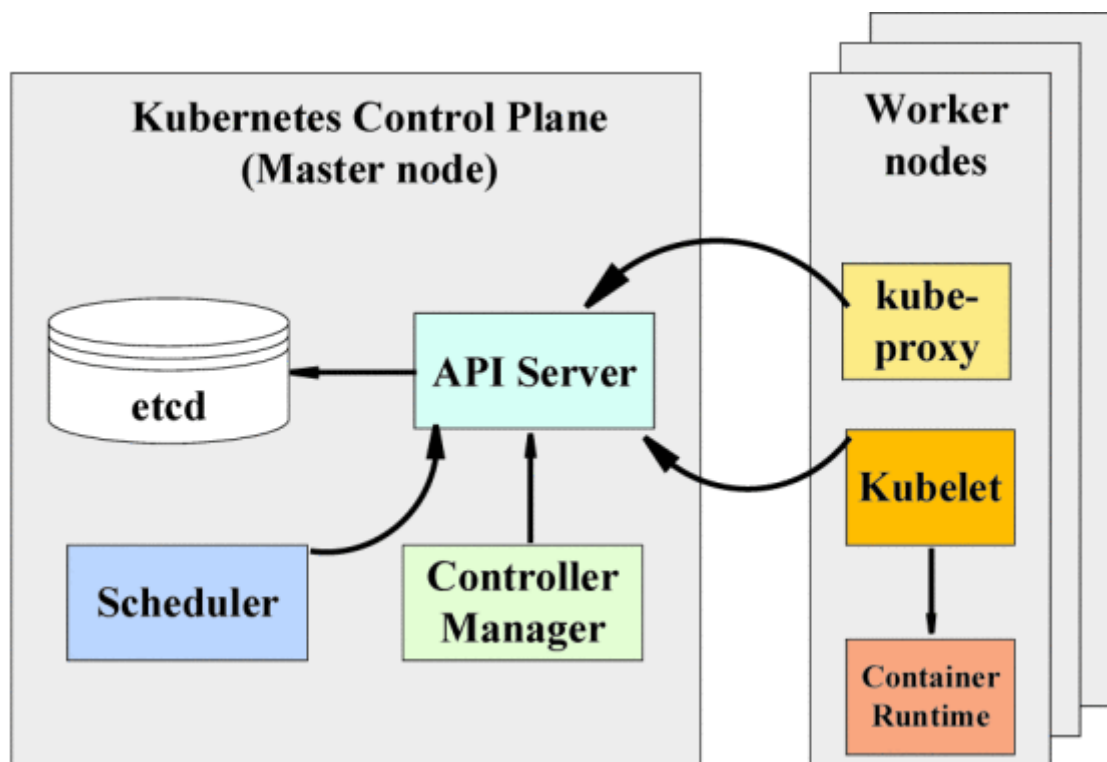 Kubernetes Control Plane
(Master node)
etcd
API Server
Scheduler
Controller
Manager
Worker
nodes
kube-
proxy
Kubelet
Container
Runtime